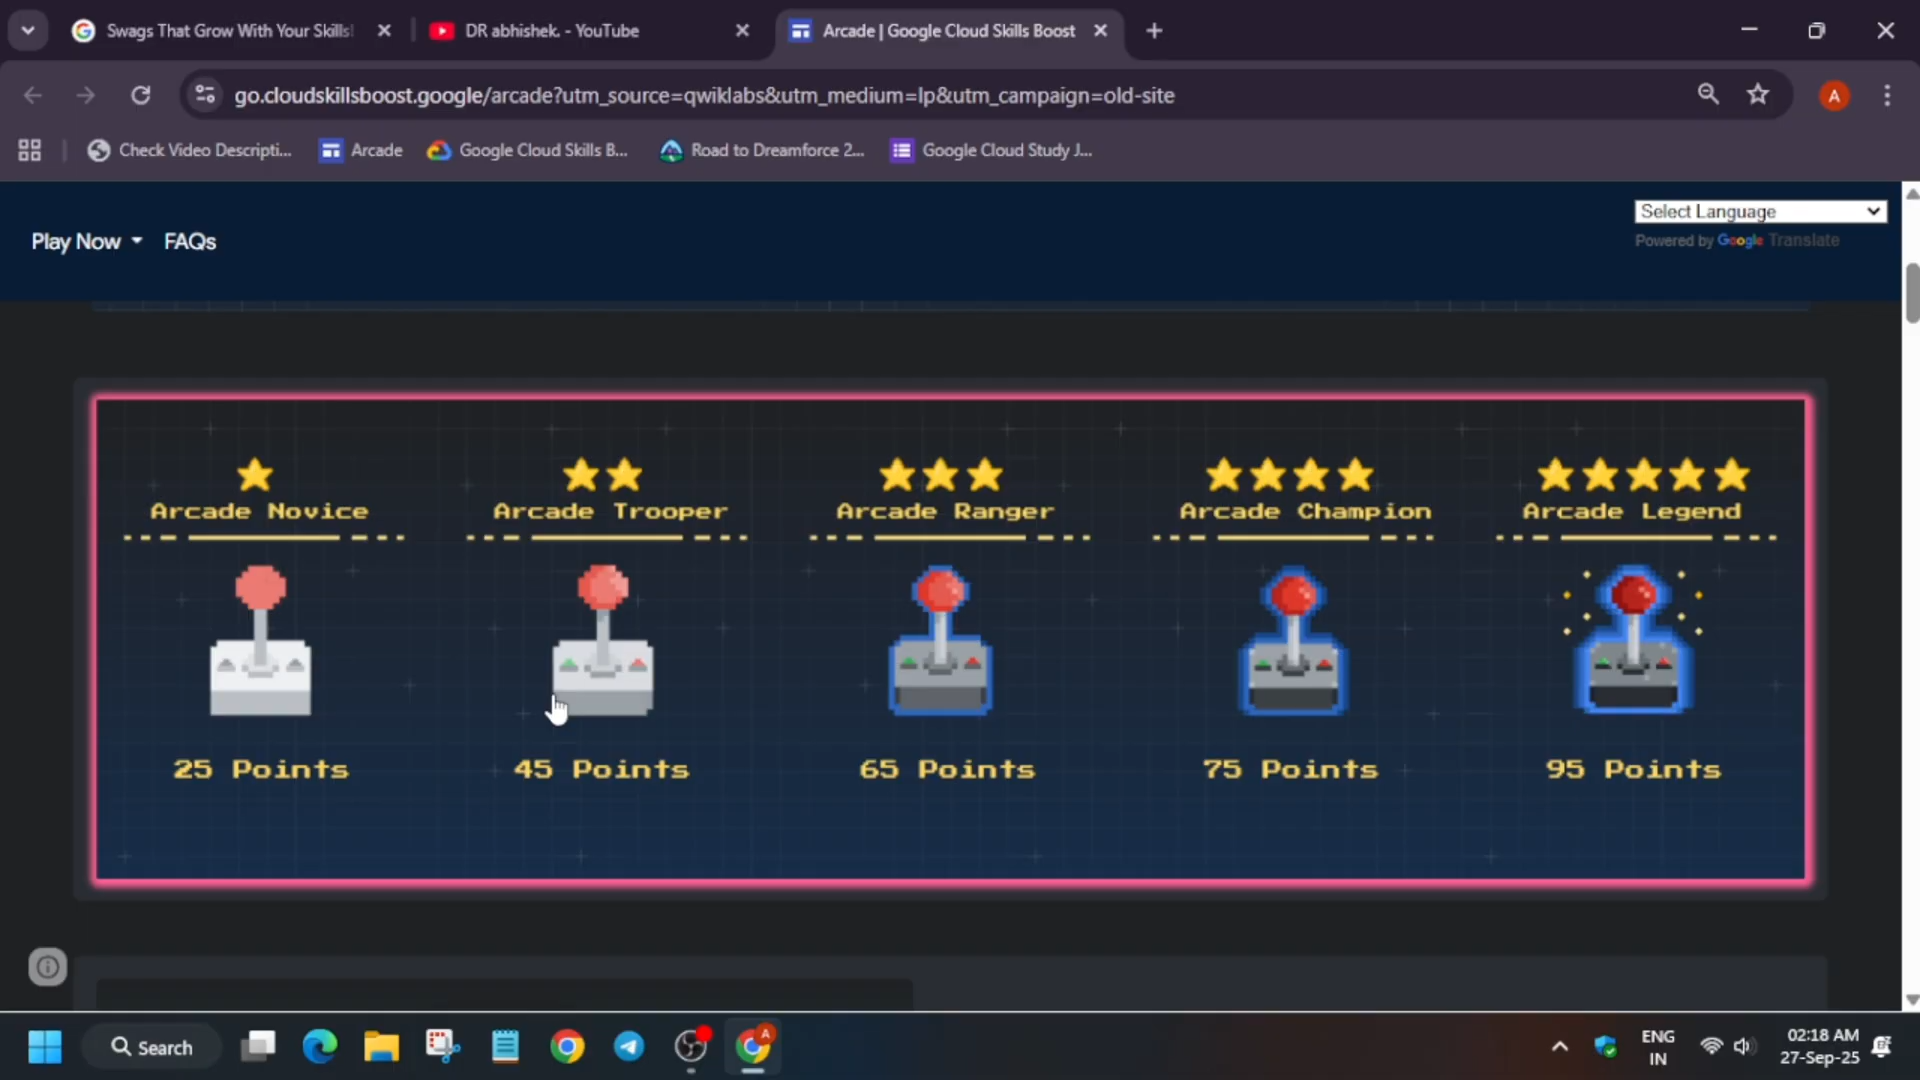 Swags That Grow With Your Skills!
DR abhishek. - YouTube
Arcade | Google Cloud Skills Boost
go.cloudskillsboost.google/arcade?utm_source=qwiklabs&utm_medium=lp&utm_campaign=old-site
A
Check Video Descripti...
Arcade
Google Cloud Skills B...
Road to Dreamforce 2...
Google Cloud Study J...
Play Now
FAQs
Select Language
Powered by Google Translate
Arcade Novice
Arcade Trooper
Arcade Ranger
Arcade Champion
Arcade Legend
25 Points
45 Points
65 Points
75 Points
95 Points
Search
A
ENG
IN
02:18 AM
27-Sep-25